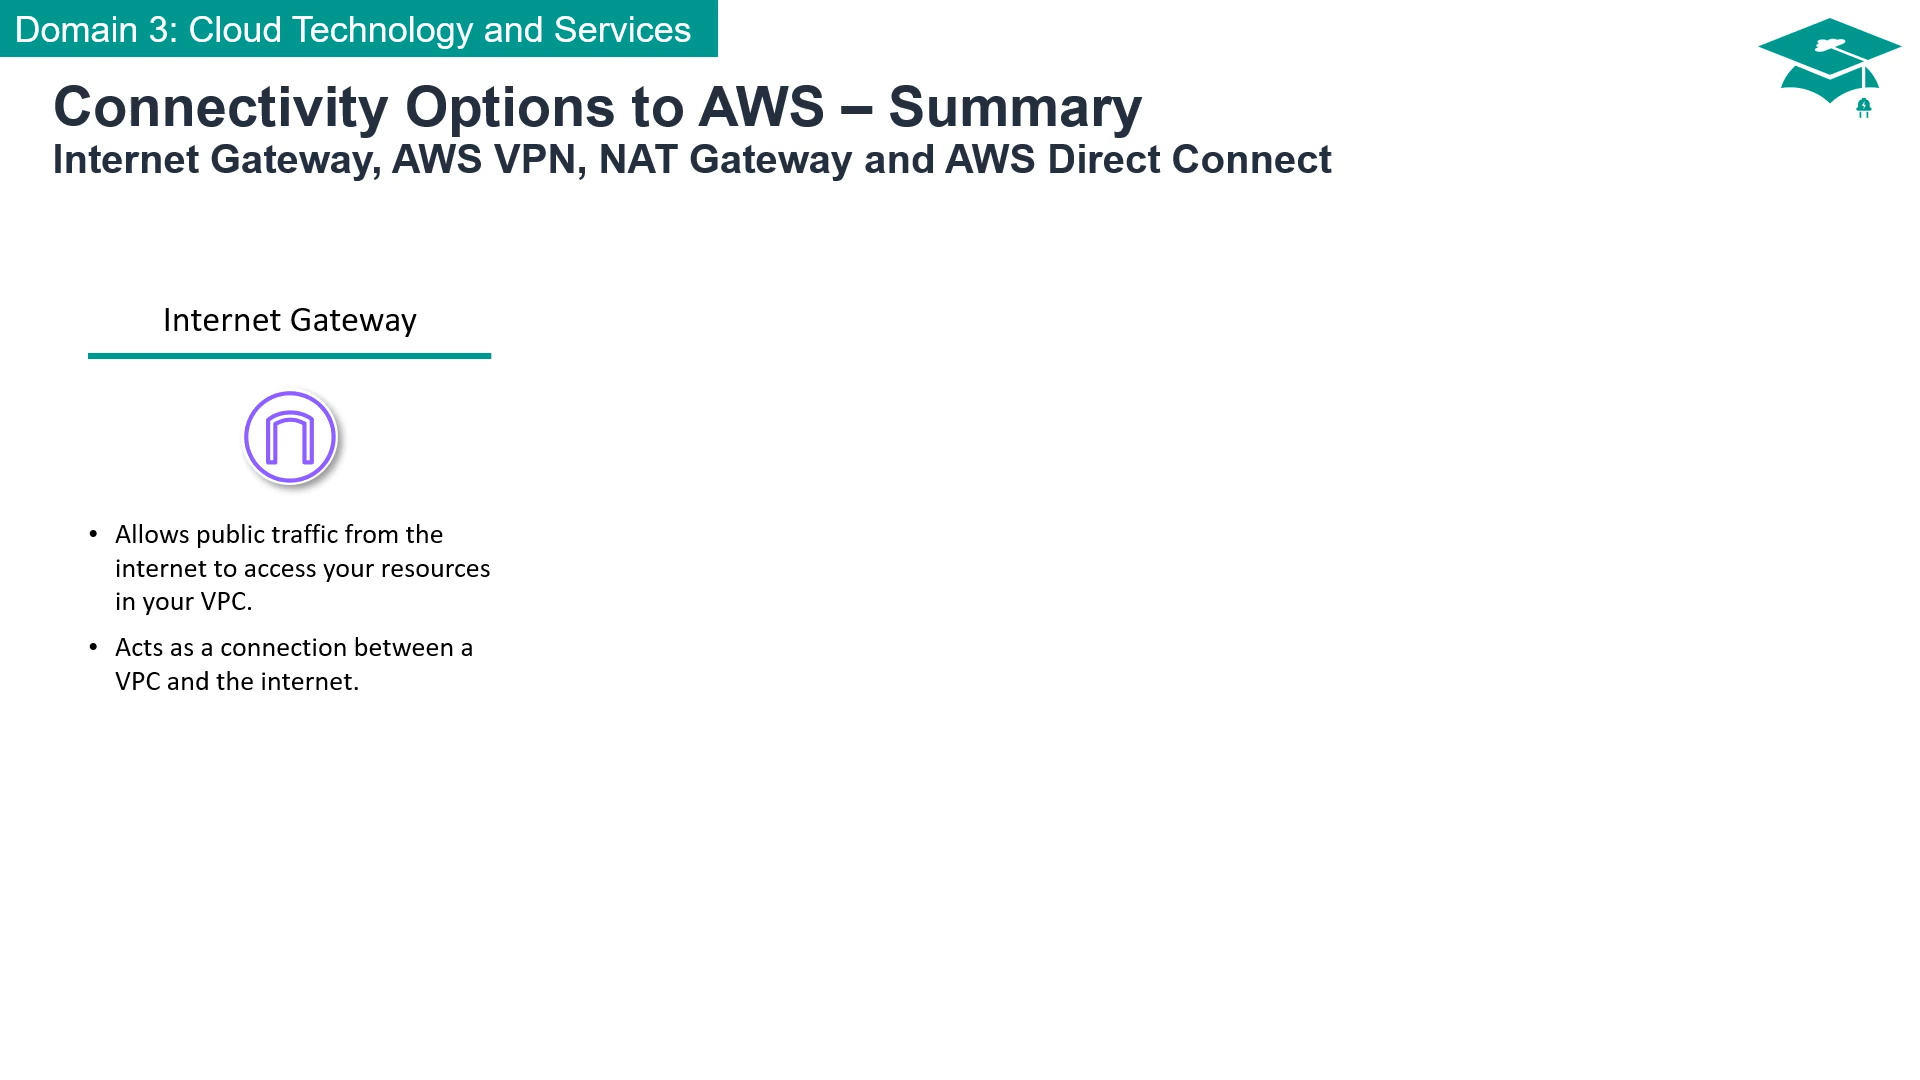 Domain 3: Cloud Technology and Services
Connectivity Options to AWS – Summary
Internet Gateway, AWS VPN, NAT Gateway and AWS Direct Connect
Internet Gateway
• Allows public traffic from the
internet to access your resources
in your VPC.
• Acts as a connection between a
VPC and the internet.